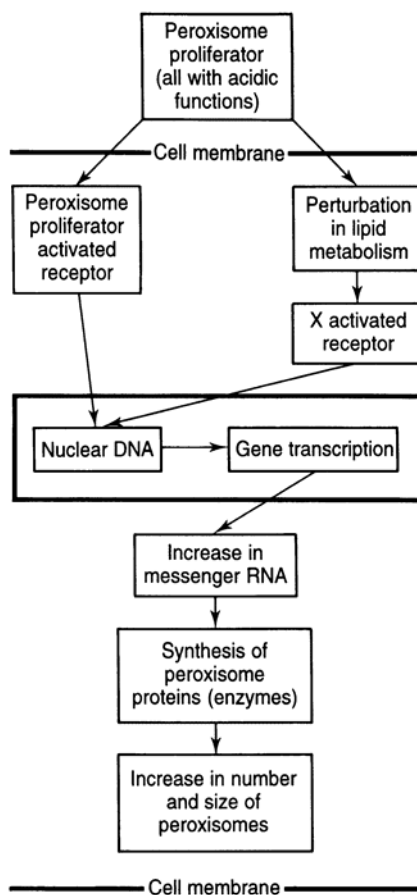 Peroxisome
proliferator
(all with acidic
functions)
Cell membrane
Peroxisome
proliferator
activated
receptor
Perturbation
in lipid
metabolism
X activated
receptor
Nuclear DNA
Gene transcription
Increase in
messenger RNA
Synthesis of
peroxisome
proteins (enzymes)
Increase in number
and size of
peroxisomes
Cell membrane